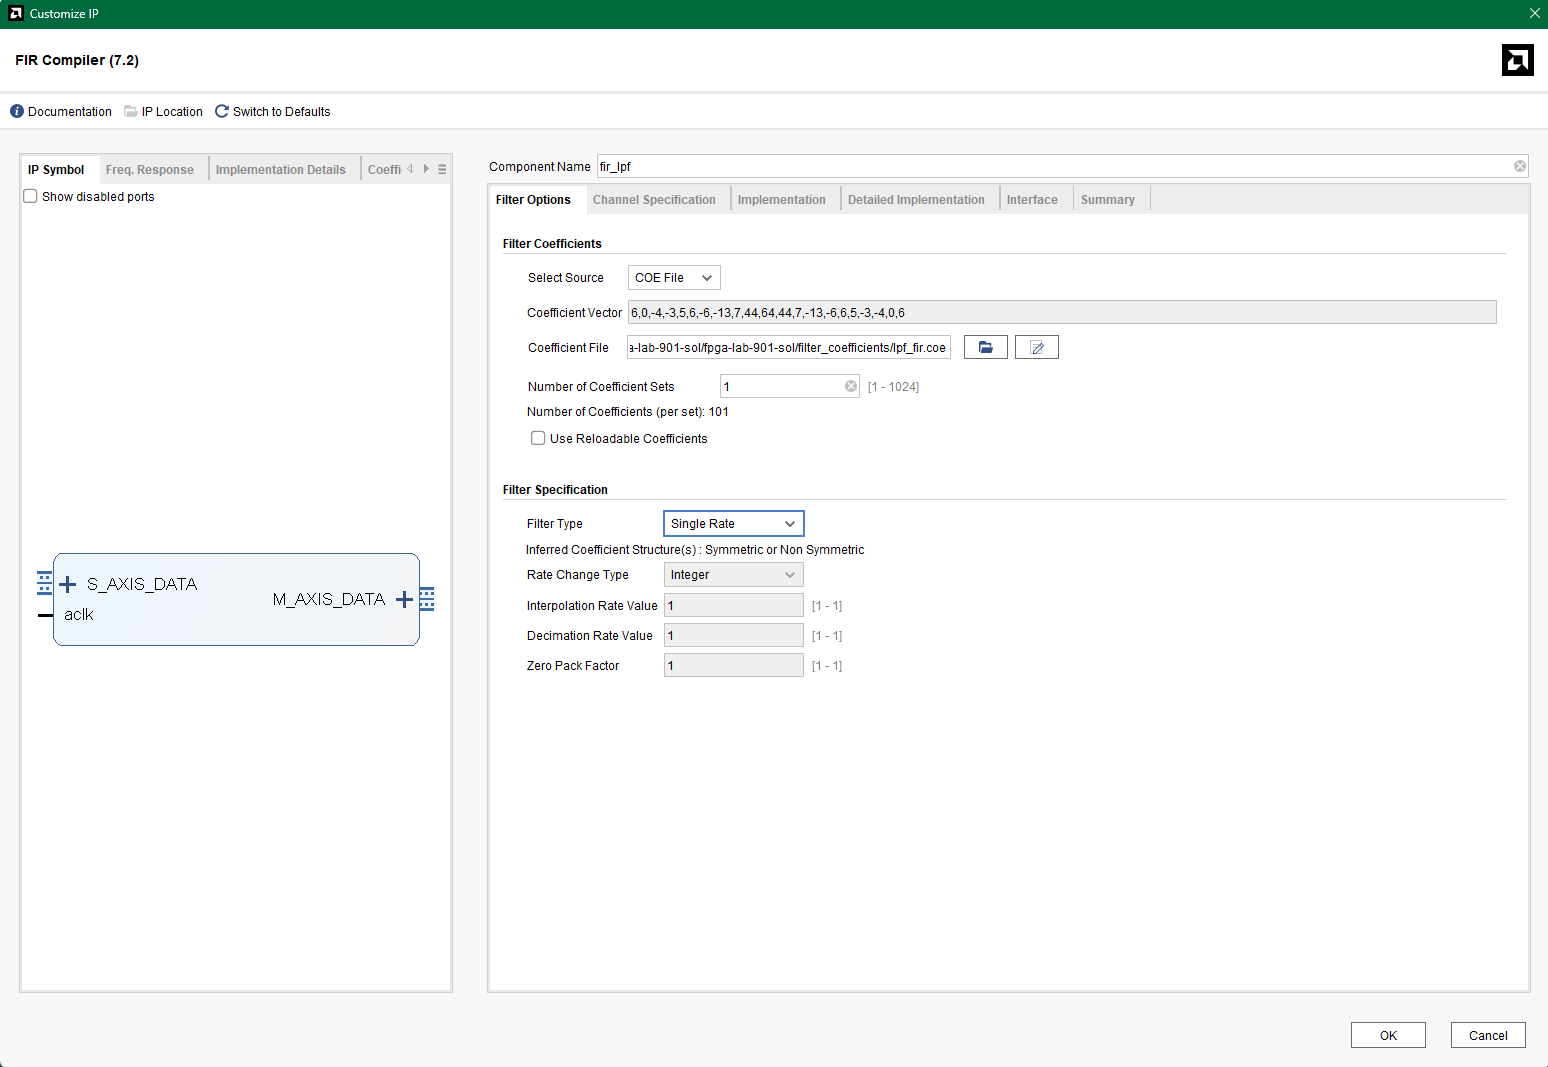 Customize IP
FIR Compiler (7.2)
Documentation IP Location Switch to Defaults
IP Symbol Freq. Response Implementation Details Coeffi
Show disabled ports
S_AXIS_DATA
aclk
M_AXIS_DATA
Component Name fir_lpf
Filter Options Channel Specification Implementation Detailed Implementation Interface Summary
Filter Coefficients
Select Source COE File
Coefficient Vector 6,0,-4,-3,5,6,-6,-13,7,44,64,44,7,-13,-6,6,5,-3,-4,0,6
Coefficient File a-lab-901-sol/fpga-lab-901-sol/filter_coefficients/lpf_fir.coe
Number of Coefficient Sets 1 [1 - 1024]
Number of Coefficients (per set): 101
Use Reloadable Coefficients
Filter Specification
Filter Type Single Rate
Inferred Coefficient Structure(s) : Symmetric or Non Symmetric
Rate Change Type Integer
Interpolation Rate Value 1 [1 - 1]
Decimation Rate Value 1 [1 - 1]
Zero Pack Factor 1 [1 - 1]
OK Cancel